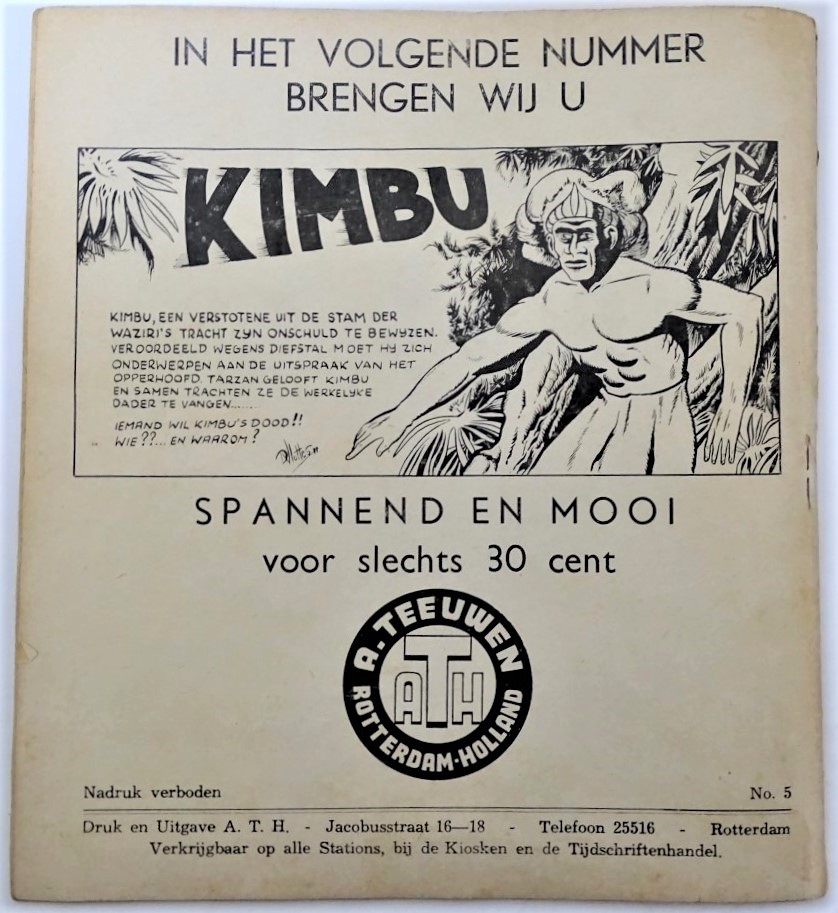 IN HET VOLGENDE NUMMER
BRENGEN WIJ U
KIMBU
KIMBU, EEN VERSTOTENE UIT DE STAM DER
WAZIRI'S TRACHT ZYN ONSCHULD TE BEWYZEN.
VEROORDEELD WEGENS DIEFSTAL MOET HY ZICH
ONDERWERPEN AAN DE UITSPRAAK VAN HET
OPPERHOOFD. TARZAN GELOOFT KIMBU
EN SAMEN TRACHTEN ZE DE WERKELYKE
DADER TE VANGEN.......
IEMAND WIL KIMBU'S DOOD!!
WIE??... EN WAAROM?
SPANNEND EN MOOI
voor slechts 30 cent
A. TEEUWEN
ATH
ROTTERDAM-HOLLAND
Nadruk verboden No. 5
Druk en Uitgave A. T. H. - Jacobusstraat 16—18 - Telefoon 25516 - Rotterdam
Verkrijgbaar op alle Stations, bij de Kiosken en de Tijdschriftenhandel.